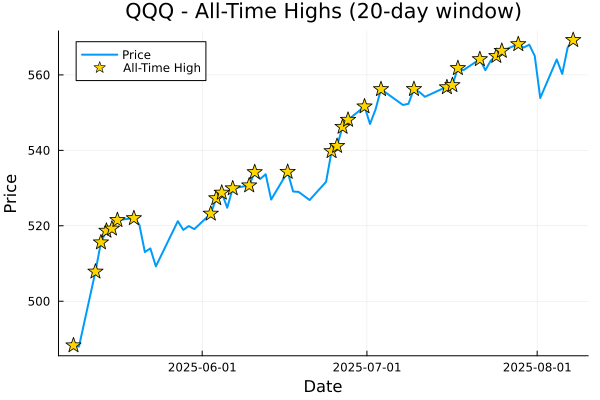 QQQ - All-Time Highs (20-day window)
Price
All-Time High
560
540
520
500
Price
2025-06-01
2025-07-01
2025-08-01
Date